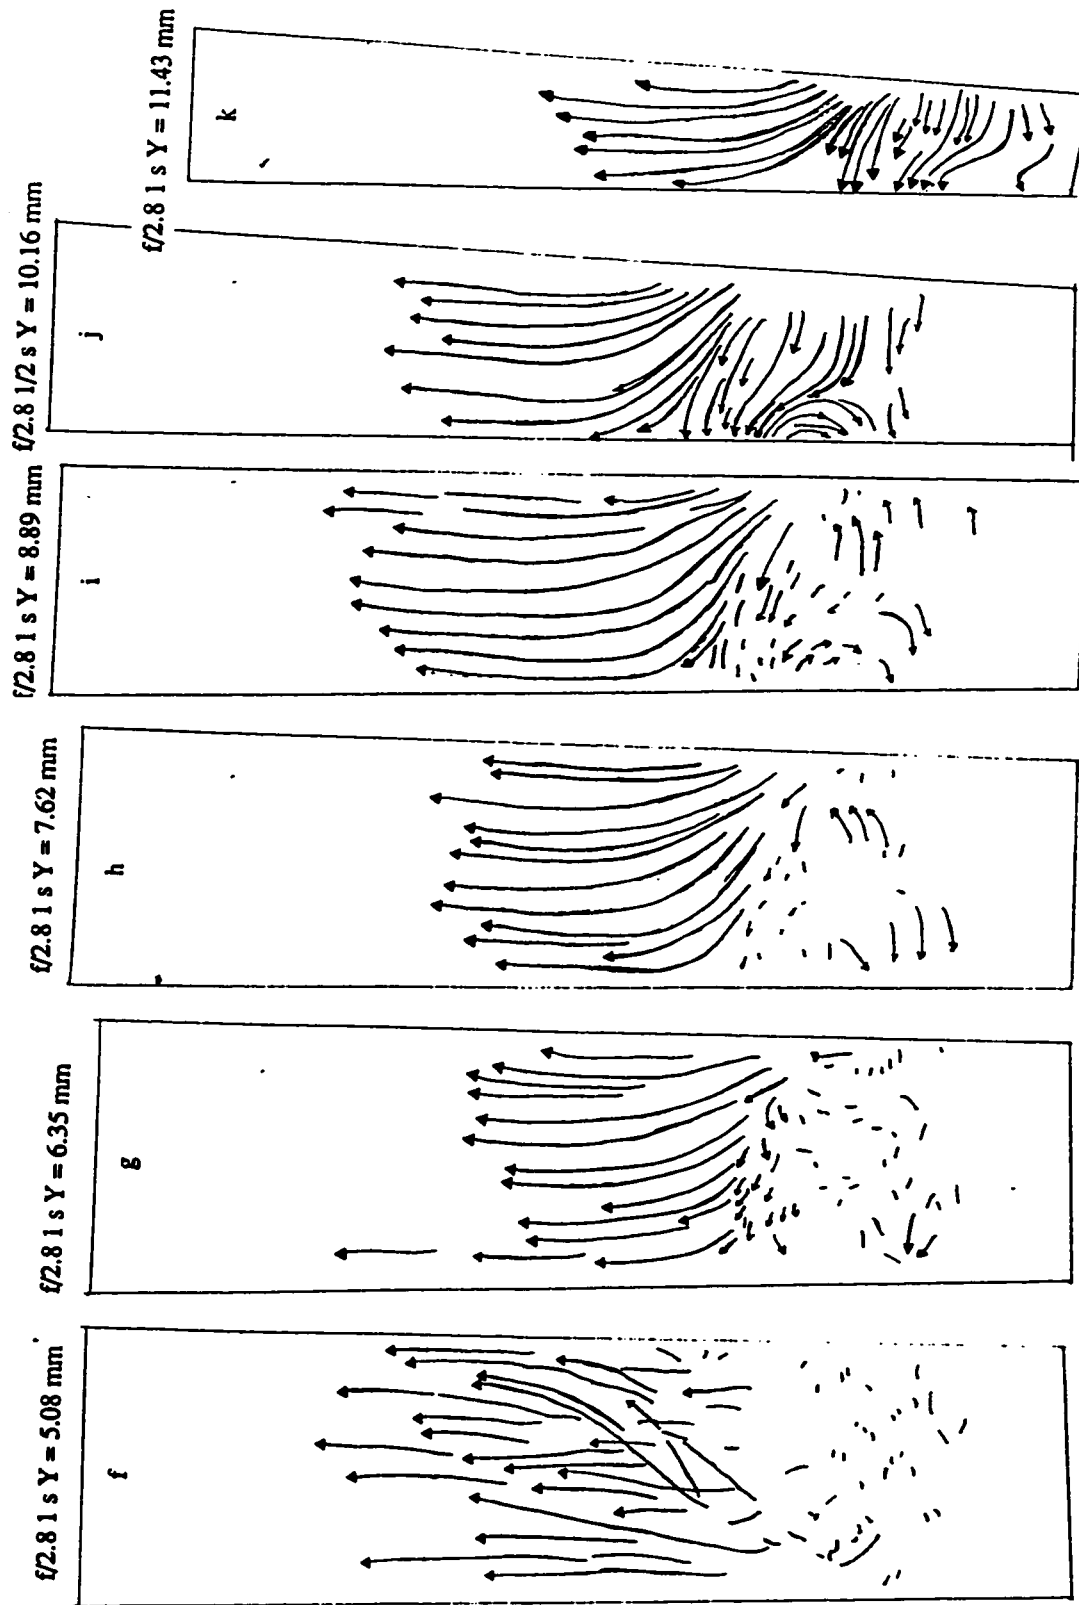 f/2.8 1 s Y = 11.43 mm
k
f/2.8 1/2 s Y = 10.16 mm
j
f/2.8 1 s Y = 8.89 mm
i
f/2.8 1 s Y = 7.62 mm
h
f/2.8 1 s Y = 6.35 mm
g
f/2.8 1 s Y = 5.08 mm
f